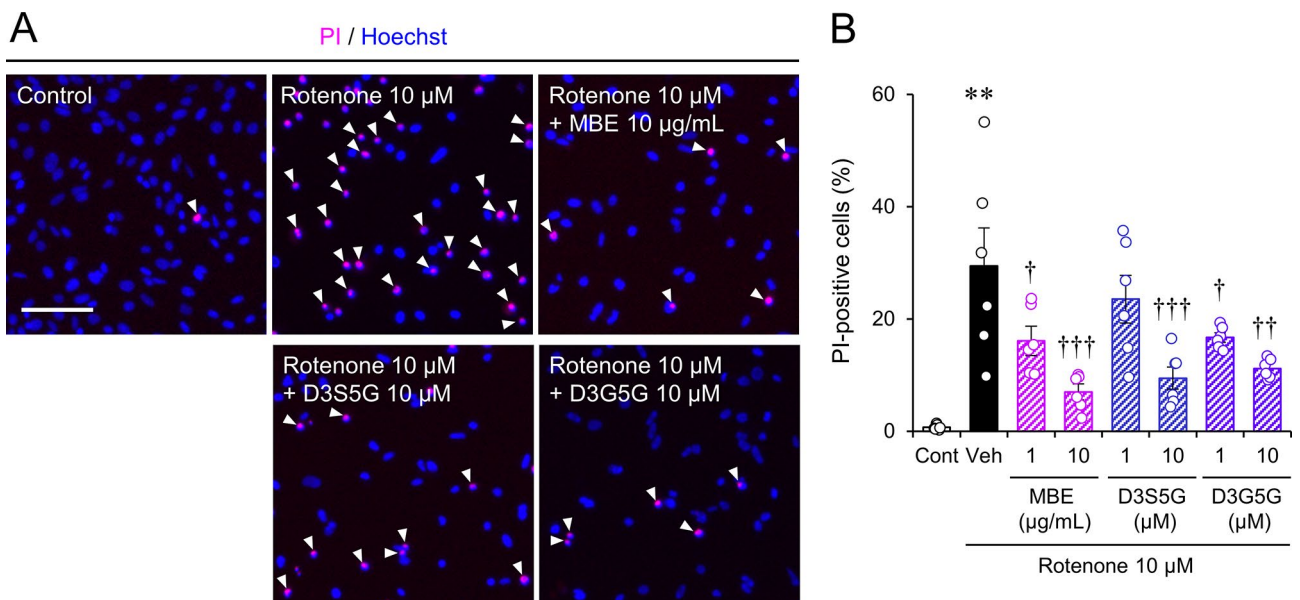 A
PI / Hoechst
Control
Rotenone 10 µM
Rotenone 10 µM
+ MBE 10 µg/mL
Rotenone 10 µM
+ D3S5G 10 µM
Rotenone 10 µM
+ D3G5G 10 µM
B
PI-positive cells (%)
60
40
20
0
**
†
†††
†††
†
††
Cont Veh 1 10 1 10 1 10
MBE D3S5G D3G5G
(µg/mL) (µM) (µM)
Rotenone 10 µM